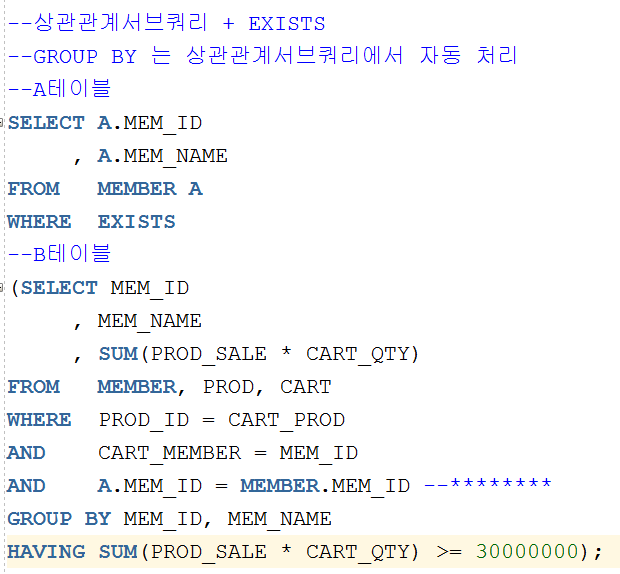 --상관관계서브쿼리 + EXISTS
--GROUP BY 는 상관관계서브쿼리에서 자동 처리
--A테이블
SELECT A.MEM_ID
     , A.MEM_NAME
FROM   MEMBER A
WHERE  EXISTS
--B테이블
(SELECT MEM_ID
     , MEM_NAME
     , SUM(PROD_SALE * CART_QTY)
FROM   MEMBER, PROD, CART
WHERE  PROD_ID = CART_PROD
AND    CART_MEMBER = MEM_ID
AND    A.MEM_ID = MEMBER.MEM_ID --********
GROUP BY MEM_ID, MEM_NAME
HAVING SUM(PROD_SALE * CART_QTY) >= 30000000);